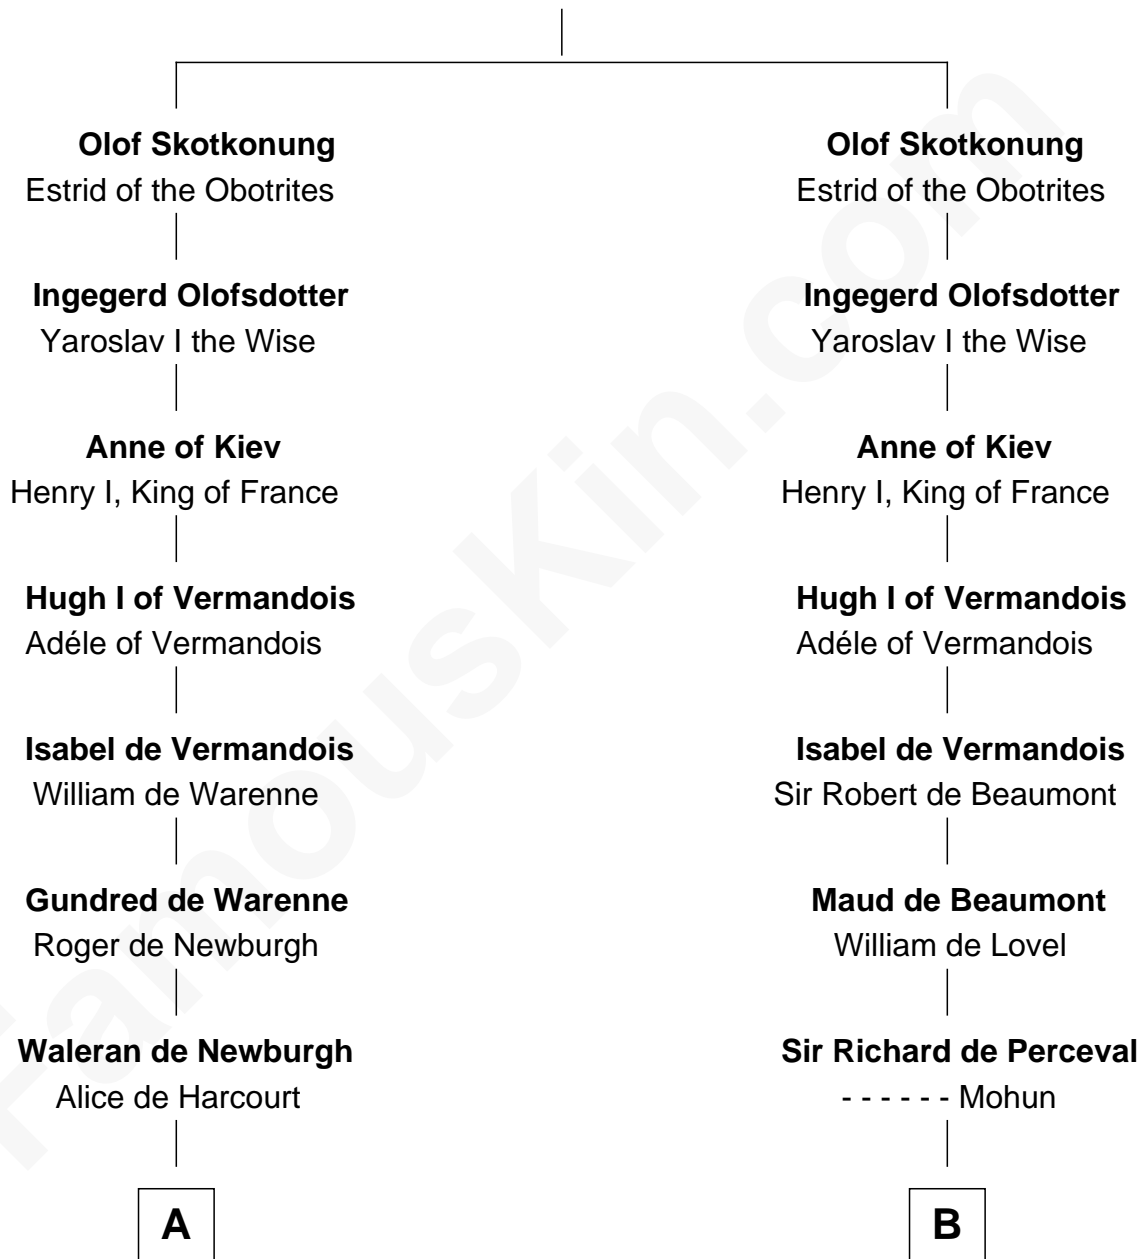 Olof Skotkonung
Estrid of the Obotrites
Ingegerd Olofsdotter
Yaroslav I the Wise
Anne of Kiev
Henry I, King of France
Hugh I of Vermandois
Adéle of Vermandois
Isabel de Vermandois
William de Warenne
Gundred de Warenne
Roger de Newburgh
Waleran de Newburgh
Alice de Harcourt
A
Olof Skotkonung
Estrid of the Obotrites
Ingegerd Olofsdotter
Yaroslav I the Wise
Anne of Kiev
Henry I, King of France
Hugh I of Vermandois
Adéle of Vermandois
Isabel de Vermandois
Sir Robert de Beaumont
Maud de Beaumont
William de Lovel
Sir Richard de Perceval
- - - - - - Mohun
B
FamousKin.com